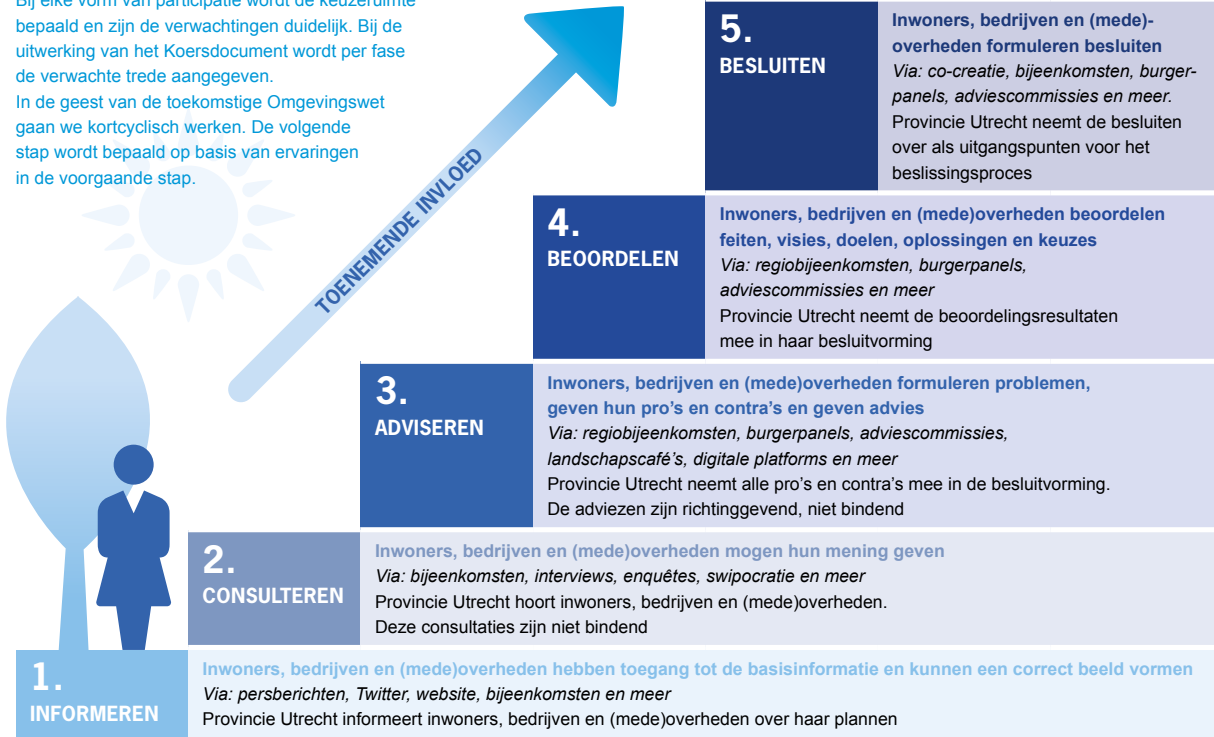 Bij elke vorm van participatie wordt de keuzeruimte
bepaald en zijn de verwachtingen duidelijk. Bij de
uitwerking van het Koersdocument wordt per fase
de verwachte trede aangegeven.
In de geest van de toekomstige Omgevingswet
gaan we kortcyclisch werken. De volgende
stap wordt bepaald op basis van ervaringen
in de voorgaande stap.
TOENEMENDE INVLOED
5.
BESLUITEN
Inwoners, bedrijven en (mede)-
overheden formuleren besluiten
Via: co-creatie, bijeenkomsten, burger-
panels, adviescommissies en meer.
Provincie Utrecht neemt de besluiten
over als uitgangspunten voor het
beslissingsproces
4.
BEOORDELEN
Inwoners, bedrijven en (mede)overheden beoordelen
feiten, visies, doelen, oplossingen en keuzes
Via: regiobijeenkomsten, burgerpanels,
adviescommissies en meer
Provincie Utrecht neemt de beoordelingsresultaten
mee in haar besluitvorming
3.
ADVISEREN
Inwoners, bedrijven en (mede)overheden formuleren problemen,
geven hun pro's en contra's en geven advies
Via: regiobijeenkomsten, burgerpanels, adviescommissies,
landschapscafé's, digitale platforms en meer
Provincie Utrecht neemt alle pro's en contra's mee in de besluitvorming.
De adviezen zijn richtinggevend, niet bindend
2.
CONSULTEREN
Inwoners, bedrijven en (mede)overheden mogen hun mening geven
Via: bijeenkomsten, interviews, enquêtes, swipocratie en meer
Provincie Utrecht hoort inwoners, bedrijven en (mede)overheden.
Deze consultaties zijn niet bindend
1.
INFORMEREN
Inwoners, bedrijven en (mede)overheden hebben toegang tot de basisinformatie en kunnen een correct beeld vormen
Via: persberichten, Twitter, website, bijeenkomsten en meer
Provincie Utrecht informeert inwoners, bedrijven en (mede)overheden over haar plannen